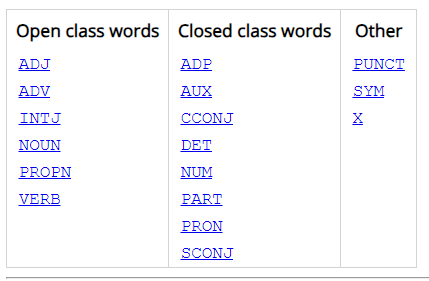 Open class words Closed class words Other
ADJ ADP PUNCT
ADV AUX SYM
INTJ CCONJ X
NOUN DET
PROPN NUM
VERB PART
PRON
SCONJ